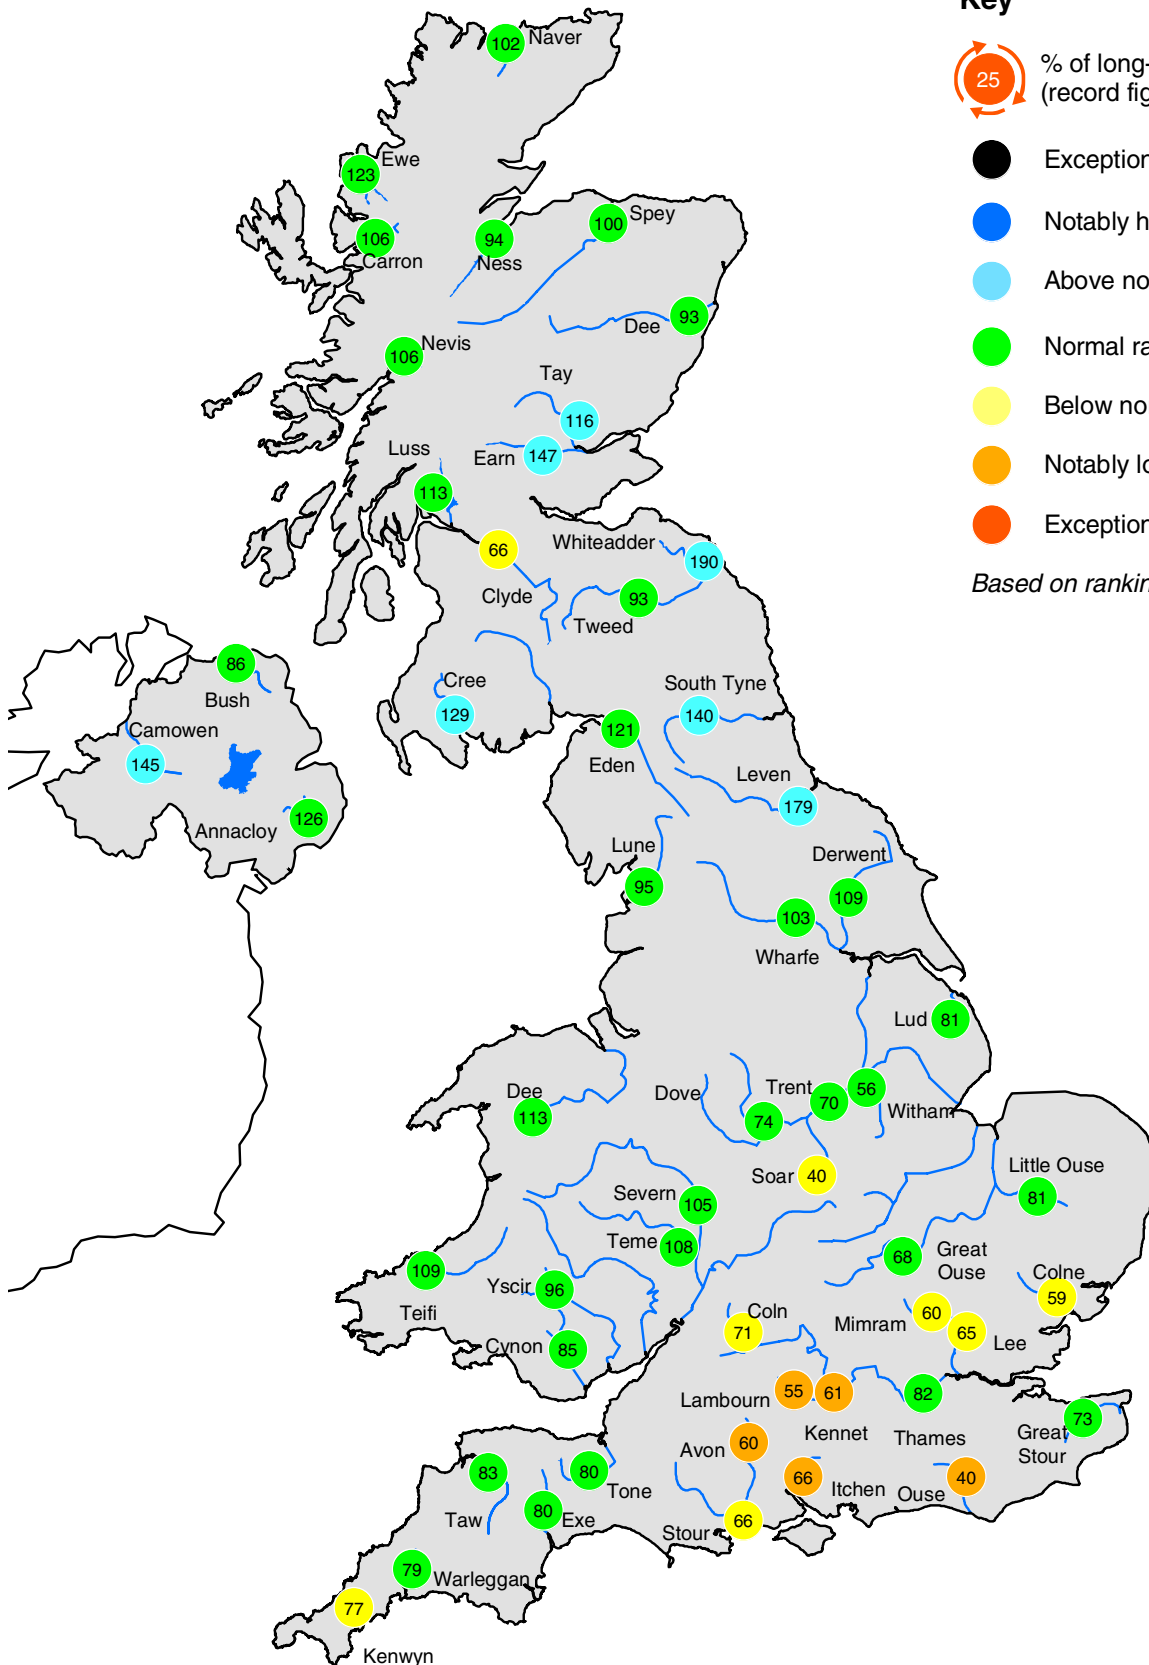 Key
25
% of long-
(record fig
Exception
Notably h
Above no
Normal ra
Below no
Notably lo
Exception
Based on rankin
102 Naver
Ewe
123
106
Carron
94
Ness
100 Spey
Dee 93
106 Nevis
Tay
116
Earn 147
Luss
113
66
Clyde
Whiteadder
190
93
Tweed
86
Bush
Camowen
145
Annacloy 126
Cree
129
South Tyne
140
121
Eden
Leven
179
Lune
95
Derwent
109
103
Wharfe
Lud 81
Dee
113
Dove
74
Trent
70
56
Witham
Soar 40
Little Ouse
81
Severn
105
Teme 108
109
Teifi
Yscir 96
Cynon 85
68
Great
Ouse
Colne
59
Coln
71
Mimram 60
65
Lee
Lambourn 55
61
Kennet
82
Thames
73
Great
Stour
Avon 60
66
Itchen
Ouse 40
83
Taw
80
Tone
80 Exe
Stour 66
79
Warleggan
77
Kenwyn